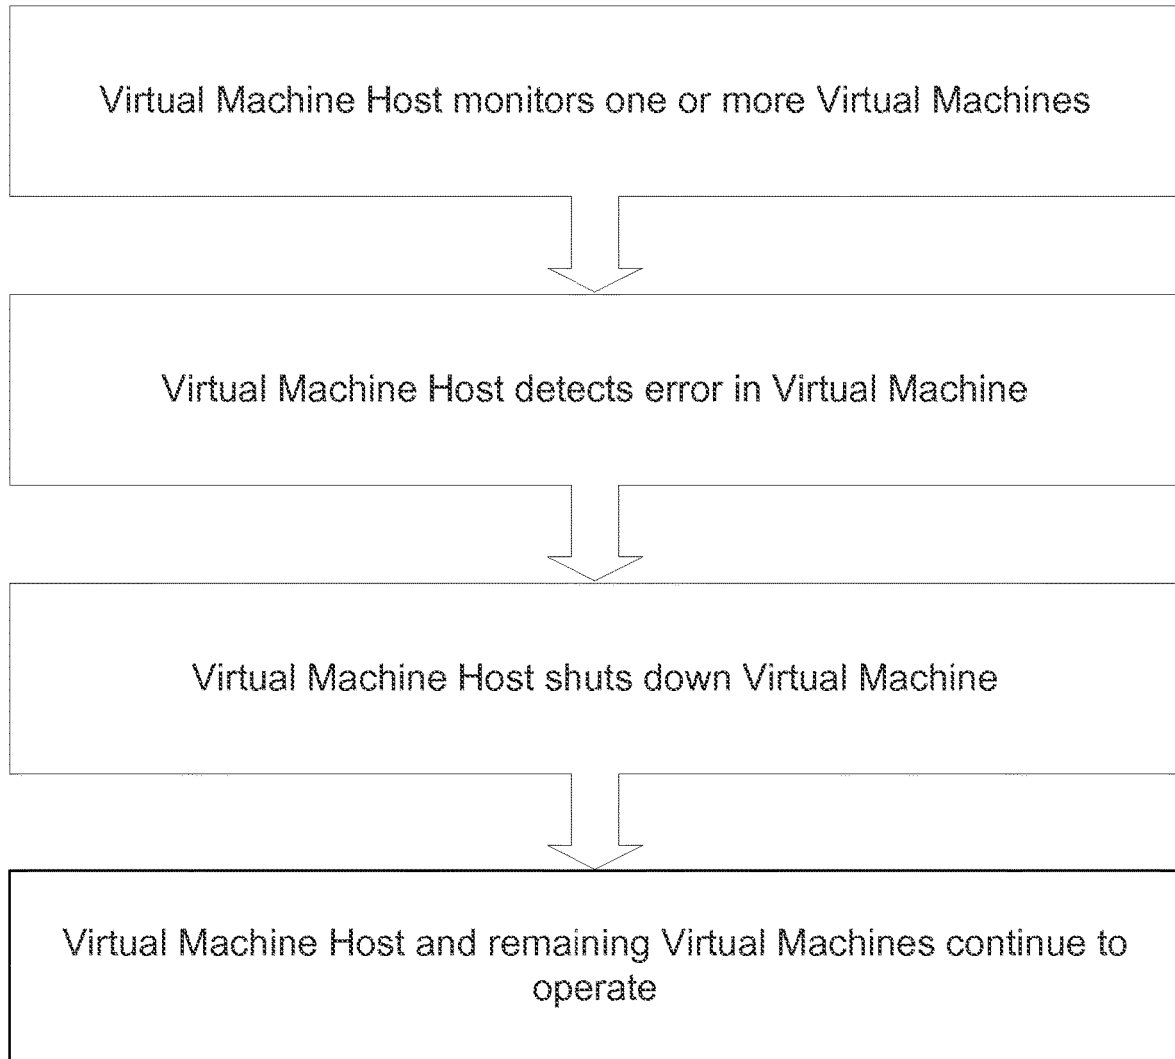 Virtual Machine Host monitors one or more Virtual Machines
Virtual Machine Host detects error in Virtual Machine
Virtual Machine Host shuts down Virtual Machine
Virtual Machine Host and remaining Virtual Machines continue to
operate